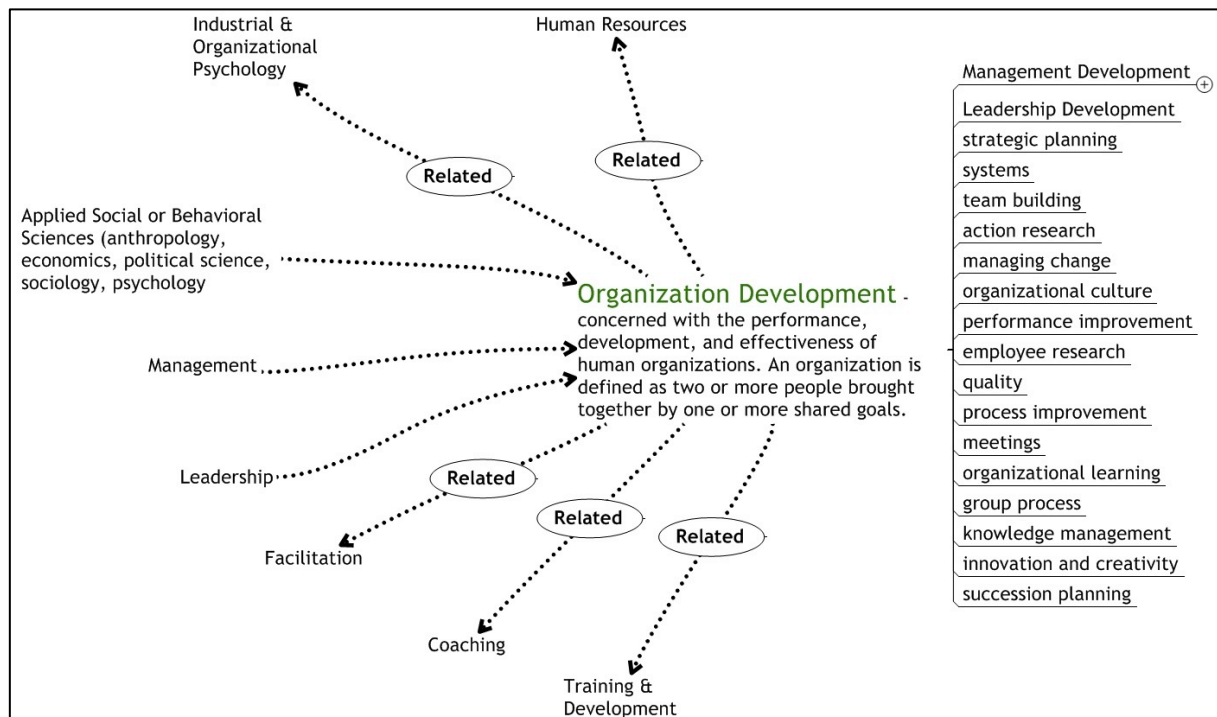 Industrial &
Organizational
Psychology
Human Resources
Related
Related
Applied Social or Behavioral
Sciences (anthropology,
economics, political science,
sociology, psychology
Management
Leadership
Organization Development -
concerned with the performance,
development, and effectiveness of
human organizations. An organization is
defined as two or more people brought
together by one or more shared goals.
Related
Related
Related
Facilitation
Coaching
Training &
Development
Management Development
Leadership Development
strategic planning
systems
team building
action research
managing change
organizational culture
performance improvement
employee research
quality
process improvement
meetings
organizational learning
group process
knowledge management
innovation and creativity
succession planning